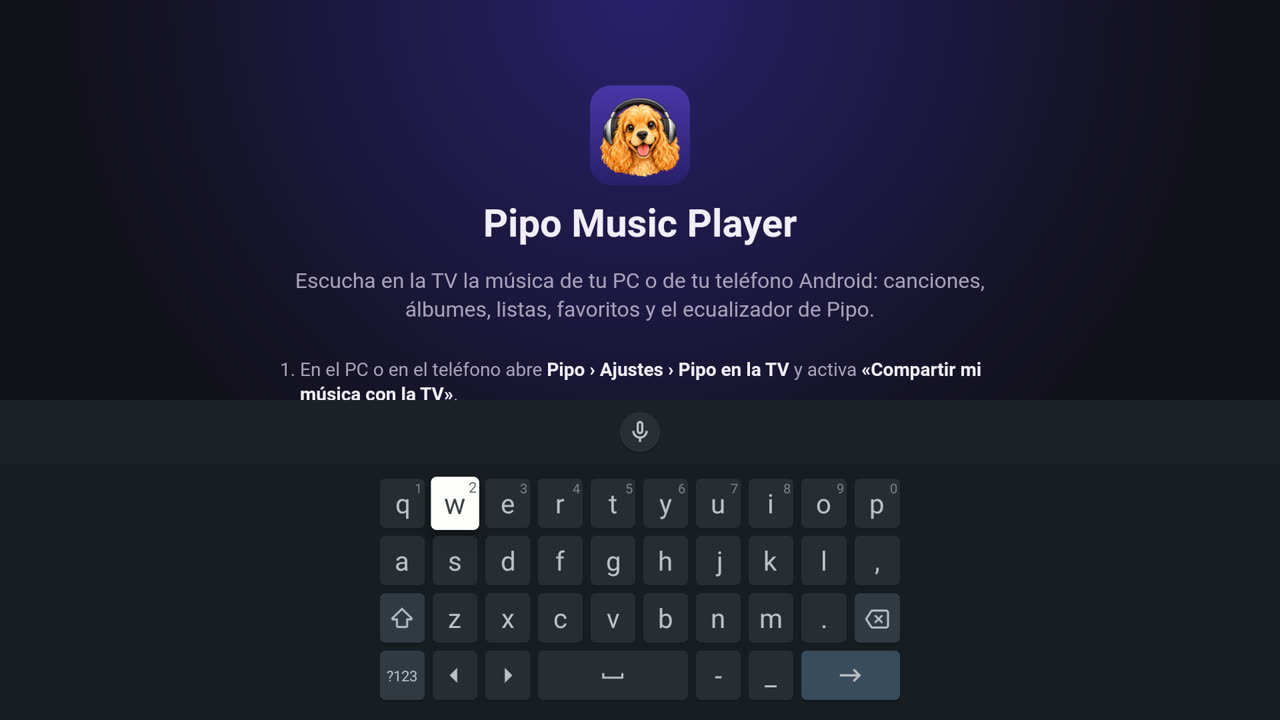 Pipo Music Player
Escucha en la TV la música de tu PC o de tu teléfono Android: canciones,
álbumes, listas, favoritos y el ecualizador de Pipo.
1. En el PC o en el teléfono abre Pipo › Ajustes › Pipo en la TV y activa «Compartir mi
música con la TV».
q 1 w 2 e 3 r 4 t 5 y 6 u 7 i 8 o 9 p 0
a s d f g h j k l ,
z x c v b n m .
?123 - _